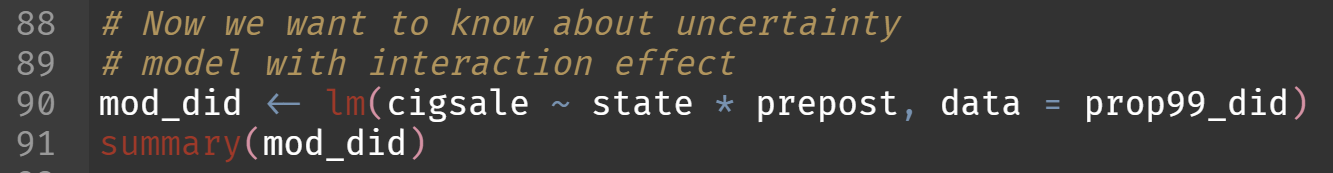 88 # Now we want to know about uncertainty
89 # model with interaction effect
90 mod_did <- lm(cigsale ~ state * prepost, data = prop99_did)
91 summary(mod_did)